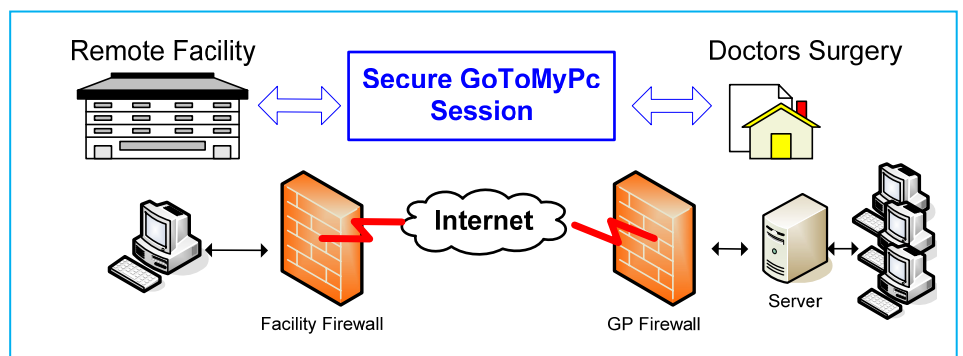 Remote Facility
Secure GoToMyPc
Session
Doctors Surgery
Internet
Server
Facility Firewall
GP Firewall